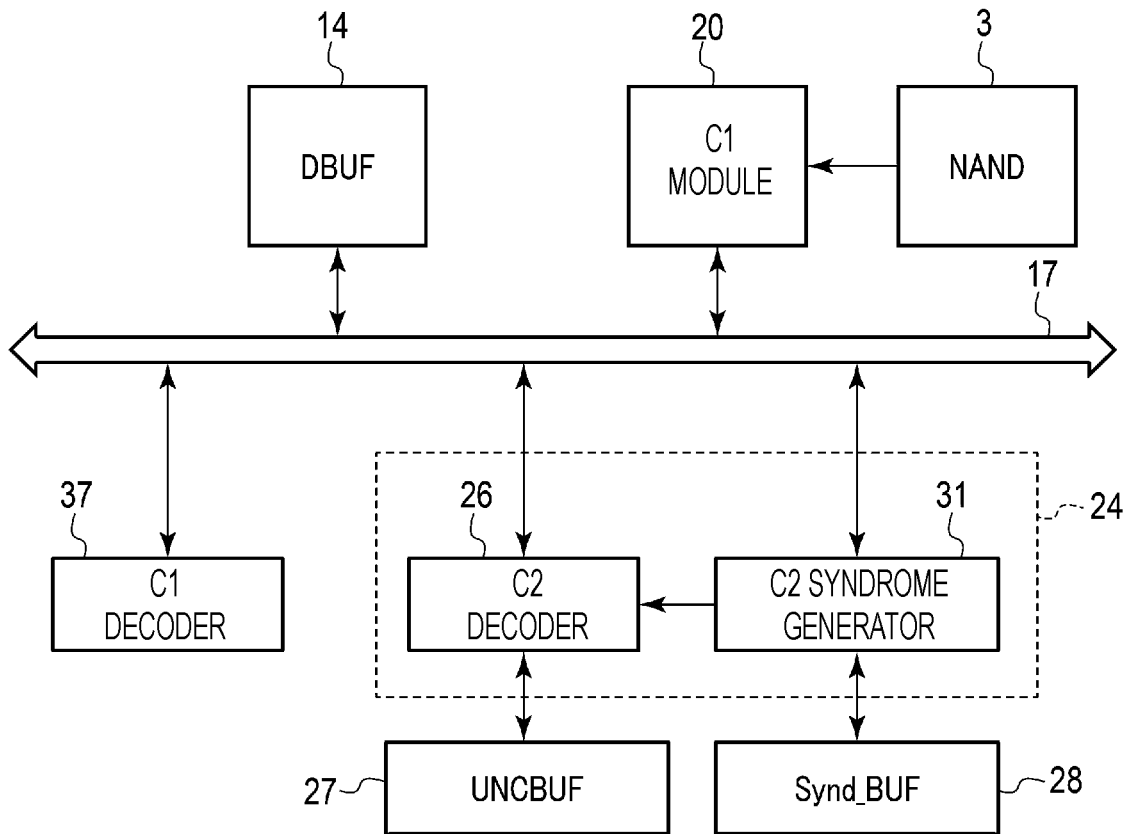 14
20
3
DBUF
C1
MODULE
NAND
17
37
26
31
24
C1
DECODER
C2
DECODER
C2 SYNDROME
GENERATOR
27
UNCBUF
Synd_BUF
28